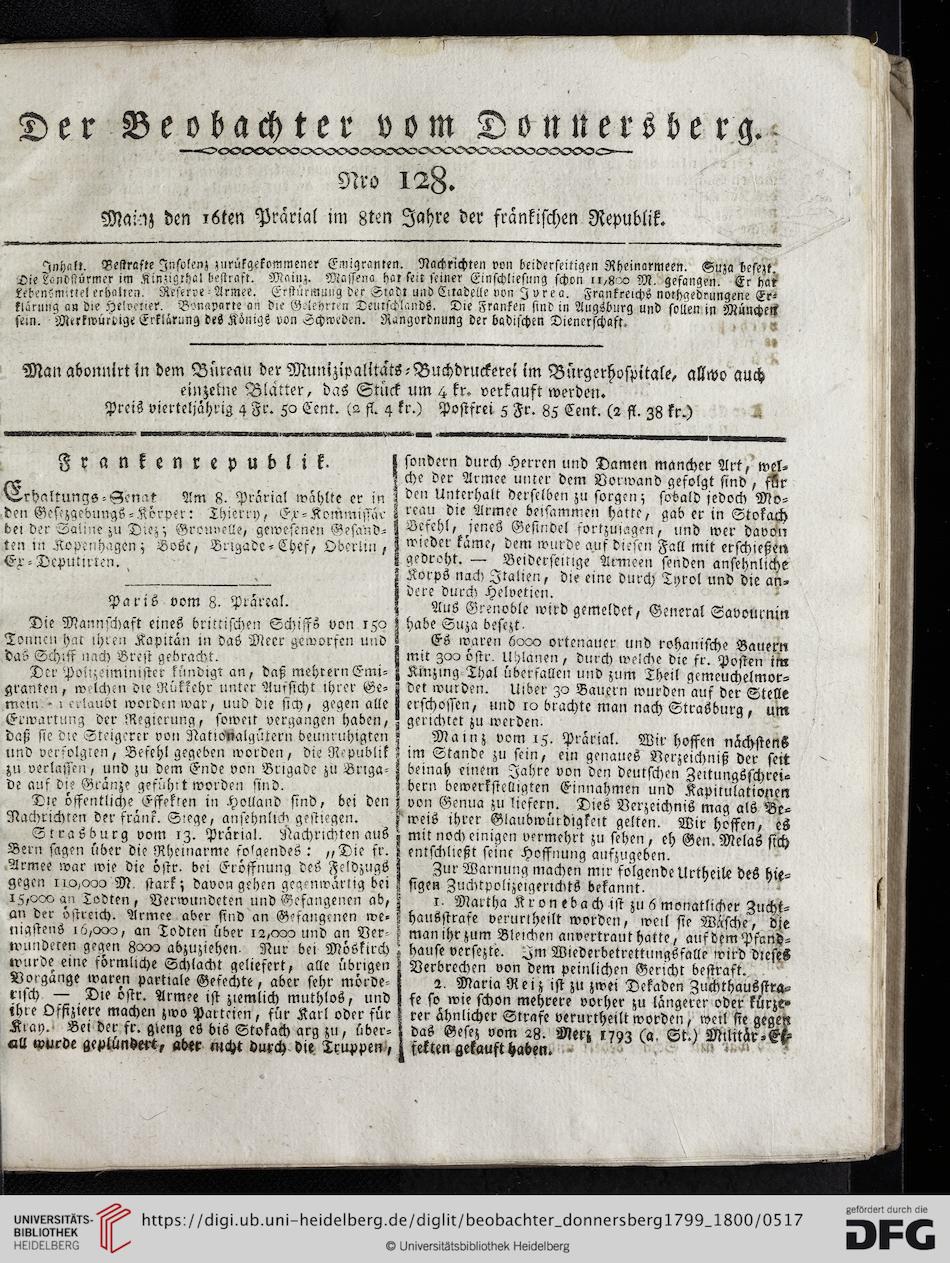 Der Beobachter vom Donnersberg.
Nro 128.
Mainz den 16ten Prärial im 8ten Jahre der fränkischen Republik.
Inhalt. Bestrafte Insolenz zurükgekommener Emigranten. Nachrichten von beiderseitigen Rheinarmeen. Suza besezt.
Die Landstürmer im Kinzigthal bestraft. Mainz. Massena hat seit seiner Einschliesung schon 11,800 M. gefangen. Er hat
Lebensmittel erhalten. Reserve-Armee. Erstürmung der Stadt und Citadelle von Jvrea. Frankreichs nothgedrungene Er-
klärung an die Helvetier. Bonaparte an die Gelehrten Deutschlands. Die Franken sind in Augsburg und sollen in München
sein. Merkwürdige Erklärung des Königs von Schweden. Rangordnung der badischen Dienerschaft.
Man abonnirt in dem Büreau der Munizipalitäts-Buchdruckerei im Bürgerhospitale, allwo auch
einzelne Blätter, das Stück um 4 kr. verkauft werden.
Preis vierteljährig 4 Fr. 50 Cent. (2 fl. 4 kr.) Postfrei 5 Fr. 85 Cent. (2 fl. 38 kr.)
Frankenrepublik.
Erhaltungs-Senat Am 8. Prärial wählte er in
den Gesezgebungs-Körper: Thierry, Ex-Kommissär
bei der Saline zu Diez; Grouvelle, gewesenen Gesand-
ten in Kopenhagen; Bosc, Brigade-Chef, Oberlin,
Ex-Deputirten.
Paris vom 8. Präreal.
Die Mannschaft eines brittischen Schiffs von 150
Tonnen hat ihren Kapitän in das Meer geworfen und
das Schiff nach Brest gebracht.
Der Polizeiminister kündigt an, daß mehrern Emi-
granten, welchen die Rükkehr unter Aufsicht ihrer Ge-
mein- erlaubt worden war, uud die sich, gegen alle
Erwartung der Regierung, soweit vergangen haben,
daß sie die Steigerer von Nationalgütern beunruhigten
und verfolgten, Befehl gegeben worden, die Republik
zu verlassen, und zu dem Ende von Brigade zu Briga-
de auf die Gränze geführt worden sind.
Die öffentliche Effekten in Holland sind, bei den
Nachrichten der fränk. Siege, ansehnlich gestiegen.
Strasburg vom 13. Prärial. Nachrichten aus
Bern sagen über die Rheinarme folgendes: „Die fr.
Armee war wie die östr. bei Eröffnung des Feldzugs
gegen 110,000 M. stark; davon gehen gegenwärtig bei
15,000 an Todten, Verwundeten und Gefangenen ab,
an der östreich. Armee aber sind an Gefangenen we-
nigstens 16,000, an Todten über 12,000 und an Ver-
wundeten gegen 8000 abzuziehen. Nur bei Möskirch
wurde eine förmliche Schlacht geliefert, alle übrigen
Vorgänge waren partiale Gefechte, aber sehr mörde-
risch. — Die östr. Armee ist ziemlich muthlos, und
ihre Offiziere machen zwo Parteien, für Karl oder für
Kray. Bei der fr. gieng es bis Stokach arg zu, über-
all wurde geplündert, aber nicht durch die Truppen,
sondern durch Herren und Damen mancher Art, wel-
che der Armee unter dem Vorwand gefolgt sind, für
den Unterhalt derselben zu sorgen; sobald jedoch Mo-
reau die Armee beisammen hatte, gab er in Stokach
Befehl, jenes Gesindel fortzujagen, und wer davon
wieder käme, dem wurde auf diesen Fall mit erschießen
gedroht. — Beiderseitige Armeen senden ansehnliche
Korps nach Italien, die eine durch Tyrol und die an-
dere durch Helvetien.
Aus Grenoble wird gemeldet, General Savournin
habe Suza besezt.
Es waren 6000 ortenauer und rohanische Bauern
mit 300 östr. Uhlanen, durch welche die fr. Posten im
Kinzing-Thal überfallen und zum Theil gemeuchelmor-
det wurden. Uiber 30 Bauern wurden auf der Stelle
erschossen, und 10 brachte man nach Strasburg, um
gerichtet zu werden.
Mainz vom 15. Prärial. Wir hoffen nächstens
im Stande zu sein, ein genaues Verzeichniß der seit
beinah einem Jahre von den deutschen Zeitungsschrei-
bern bewerkstelligten Einnahmen und Kapitulationen
von Genua zu liefern. Dies Verzeichnis mag als Be-
weis ihrer Glaubwürdigkeit gelten. Wir hoffen, es
mit noch einigen vermehrt zu sehen, eh Gen. Melas sich
entschließt seine Hoffnung aufzugeben.
Zur Warnung machen mir folgende Urtheile des hie-
sigen Zuchtpolizeigerichts bekannt.
1. Martha Kronebach ist zu 6 monatlicher Zucht-
hausstrafe verurtheilt worden, weil sie Wäsche, die
man ihr zum Bleichen anvertraut hatte, auf dem Pfand-
hause versezte. Im Wiederbetrettungsfalle wird dieses
Verbrechen von dem peinlichen Gericht bestraft.
2. Maria Reiz ist zu zwei Dekaden Zuchthausstra-
fe so wie schon mehrere vorher zu längerer oder kürze-
rer ähnlicher Strafe verurtheilt worden, weil sie gegen
das Gesez vom 28. Merz 1793 (a. St.) Militär-Ef-
fekten gekauft haben.
UNIVERSITÄTS-
BIBLIOTHEK
HEIDELBERG
https://digi.ub.uni-heidelberg.de/diglit/beobachter_donnersberg1799_1800/0517
© Universitätsbibliothek Heidelberg
gefördert durch die
DFG